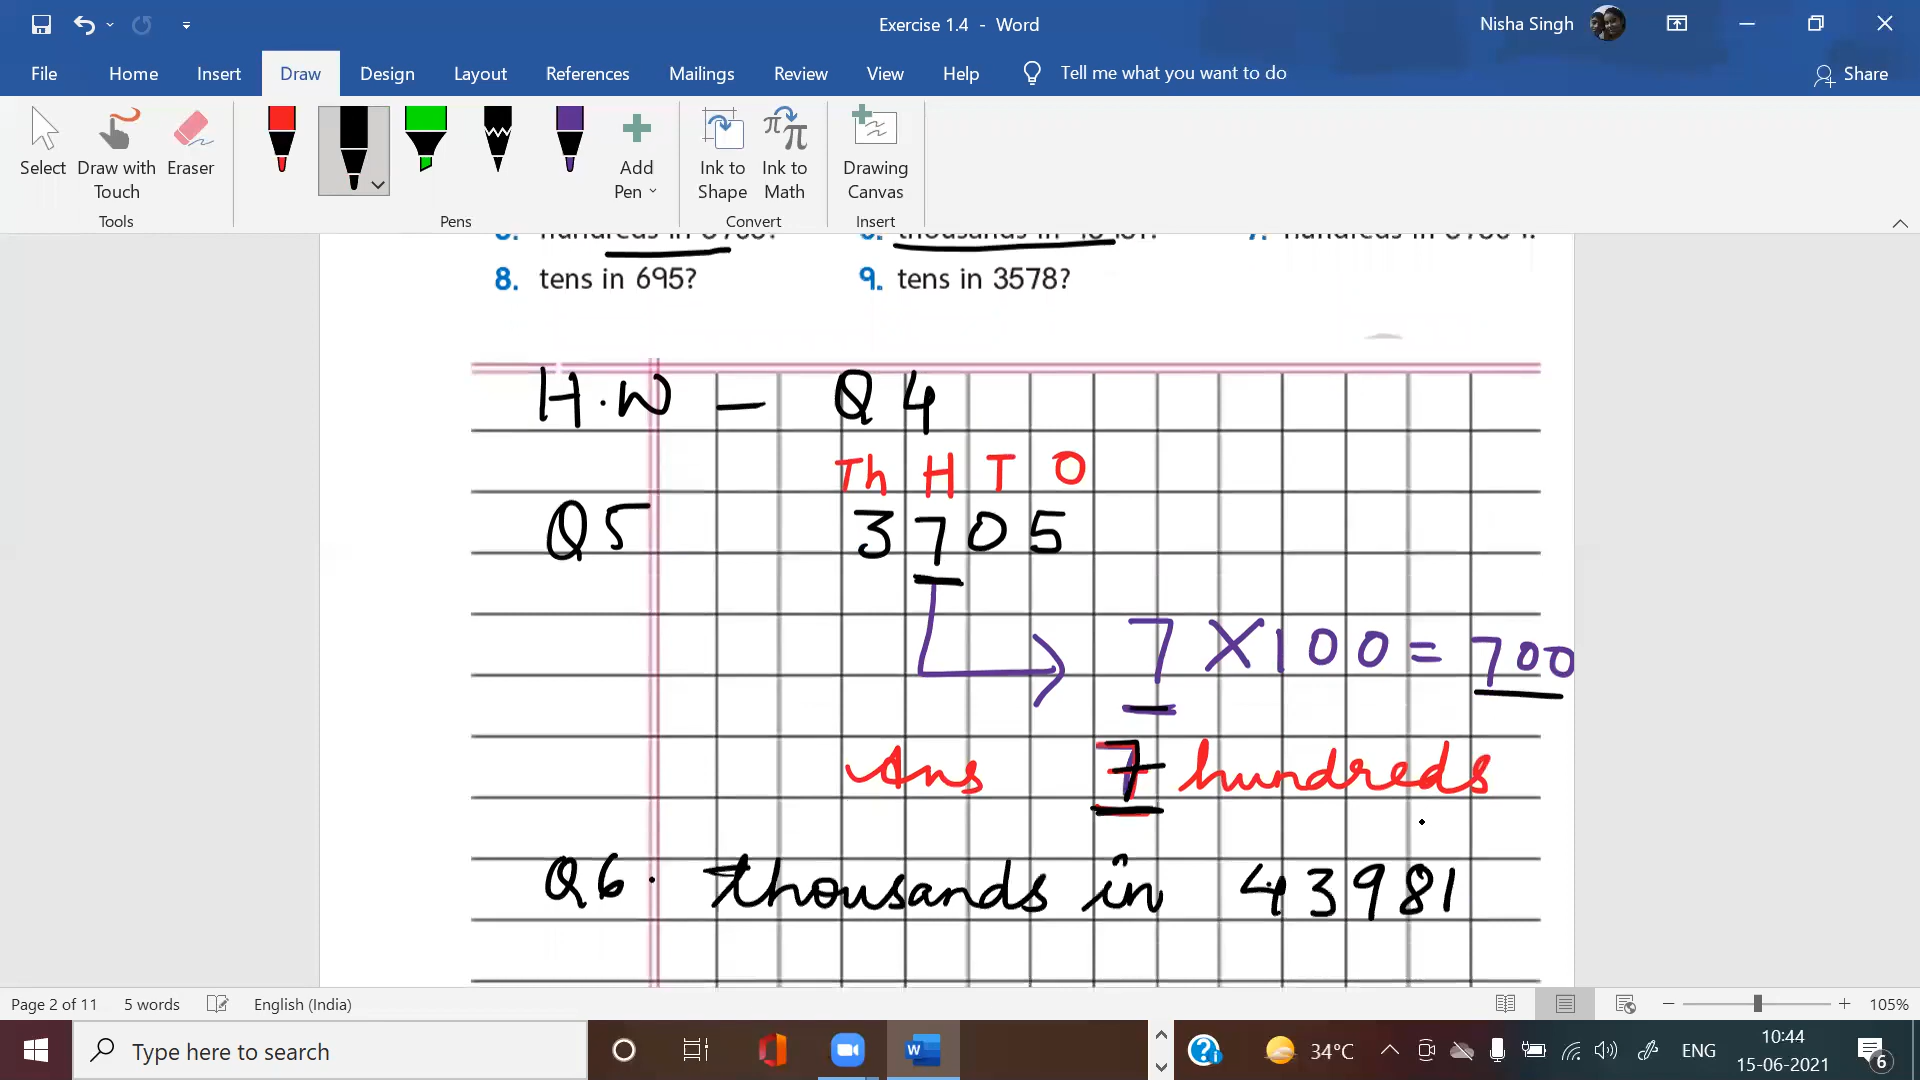 Exercise 1.4 - Word
Nisha Singh
File Home Insert Draw Design Layout References Mailings Review View Help Tell me what you want to do Share
Select Draw with Touch Eraser Add Pen Ink to Shape Ink to Math Drawing Canvas
Tools Pens Convert Insert
8. tens in 695? 9. tens in 3578?
H.W — Q4
Th H T O
Q5 3705
7 X 100 = 700
Ans 7 hundreds
Q6. thousands in 43981
Page 2 of 11 5 words English (India) 105%
Type here to search
34°C ENG 10:44
15-06-2021 6